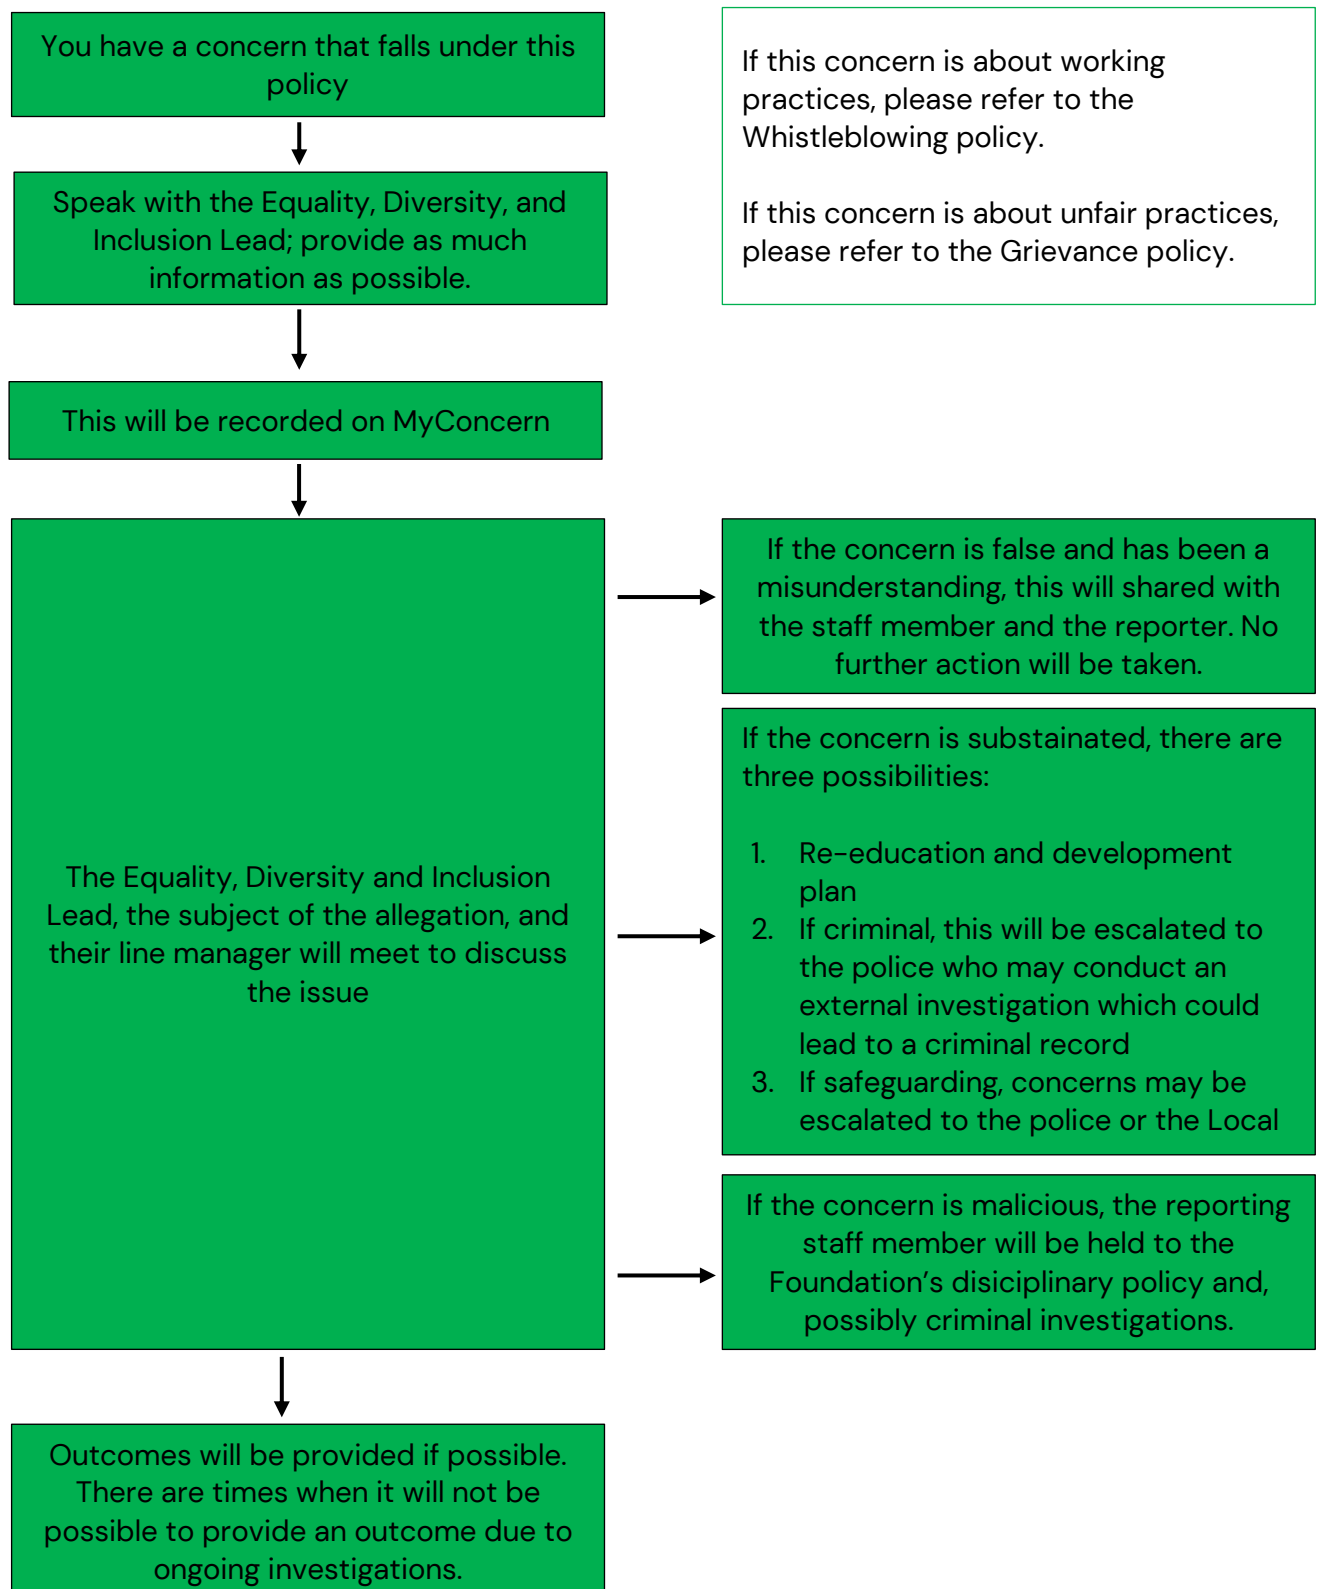 You have a concern that falls under this
policy
If this concern is about working
practices, please refer to the
Whistleblowing policy.
If this concern is about unfair practices,
please refer to the Grievance policy.
Speak with the Equality, Diversity, and
Inclusion Lead; provide as much
information as possible.
This will be recorded on MyConcern
The Equality, Diversity and Inclusion
Lead, the subject of the allegation, and
their line manager will meet to discuss
the issue
If the concern is false and has been a
misunderstanding, this will shared with
the staff member and the reporter. No
further action will be taken.
If the concern is substainated, there are
three possibilities:
1. Re-education and development
plan
2. If criminal, this will be escalated to
the police who may conduct an
external investigation which could
lead to a criminal record
3. If safeguarding, concerns may be
escalated to the police or the Local
If the concern is malicious, the reporting
staff member will be held to the
Foundation’s disiciplinary policy and,
possibly criminal investigations.
Outcomes will be provided if possible.
There are times when it will not be
possible to provide an outcome due to
ongoing investigations.